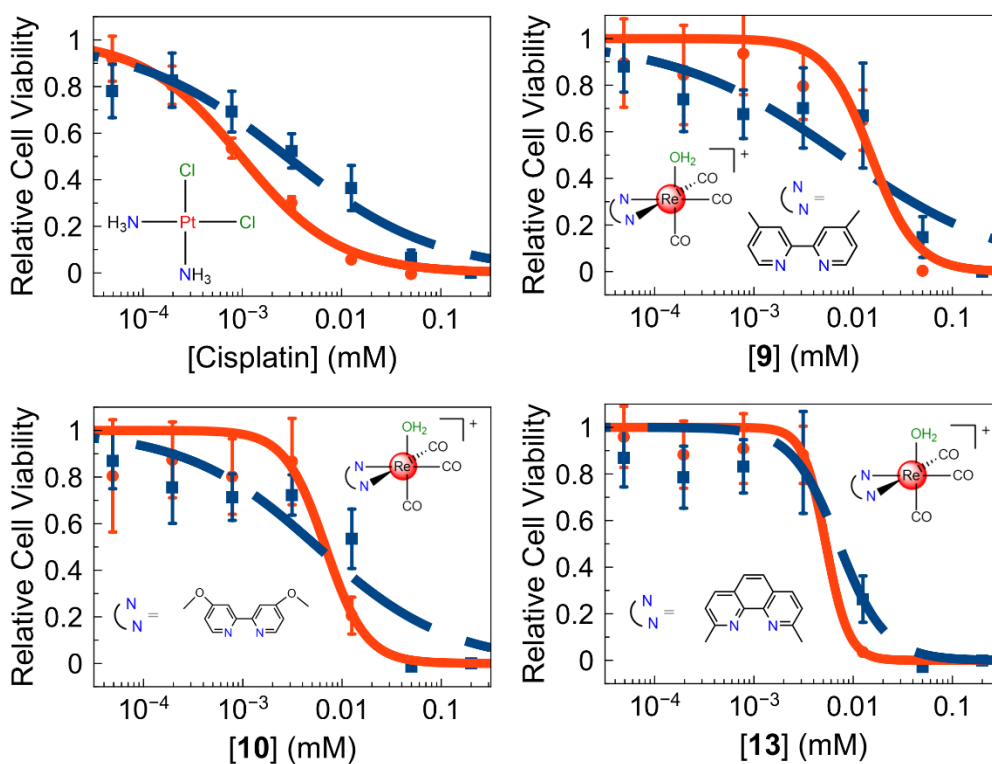 Relative Cell Viability
1
0.8
0.6
0.4
0.2
0
Cl
H₃N
Pt
Cl
NH₃
10⁻⁴
10⁻³
0.01
0.1
[Cisplatin] (mM)
Relative Cell Viability
1
0.8
0.6
0.4
0.2
0
OH₂
+
N
N
Re
CO
CO
CO
N
N
=
N
N
10⁻⁴
10⁻³
0.01
0.1
[9] (mM)
Relative Cell Viability
1
0.8
0.6
0.4
0.2
0
OH₂
+
N
N
Re
CO
CO
CO
N
N
=
O
O
N
N
10⁻⁴
10⁻³
0.01
0.1
[10] (mM)
Relative Cell Viability
1
0.8
0.6
0.4
0.2
0
OH₂
+
N
N
Re
CO
CO
CO
N
N
=
N
N
10⁻⁴
10⁻³
0.01
0.1
[13] (mM)